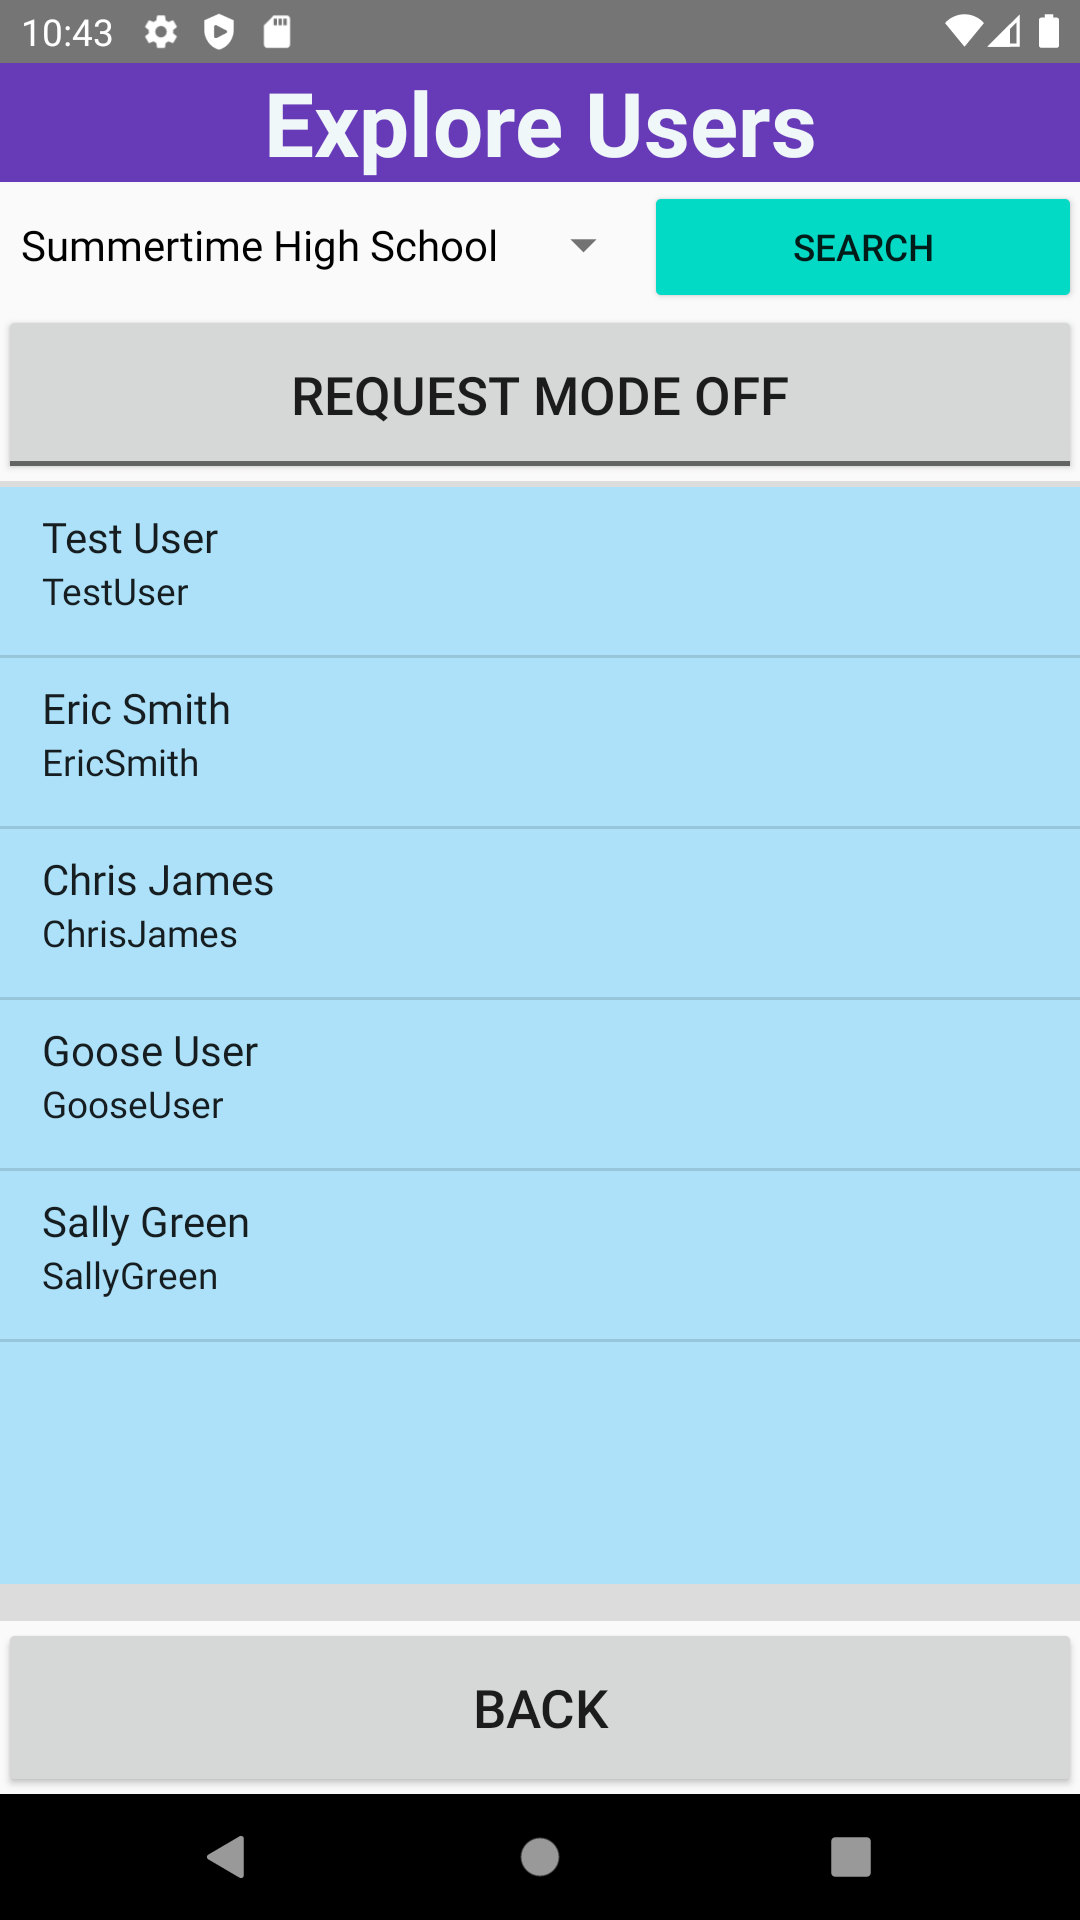 10:43
Explore Users
Summertime High School
SEARCH
REQUEST MODE OFF
Test User
TestUser
Eric Smith
EricSmith
Chris James
ChrisJames
Goose User
GooseUser
Sally Green
SallyGreen
BACK